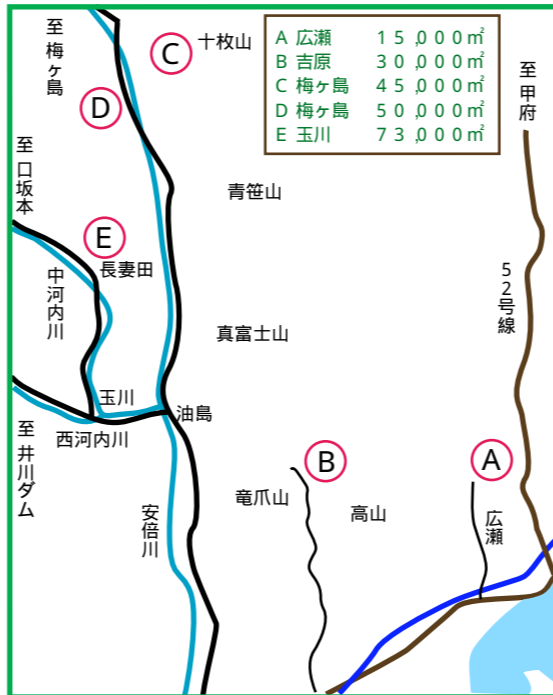 至 梅ヶ島
C
十枚山
A 広瀬 15,000㎡
B 吉原 30,000㎡
C 梅ヶ島 45,000㎡
D 梅ヶ島 50,000㎡
E 玉川 73,000㎡
至 甲府
D
至 口坂本
青笹山
E
長妻田
中河内川
52号線
真富士山
玉川
油島
至 井川ダム
西河内川
B
A
竜爪山
高山
広瀬
安倍川